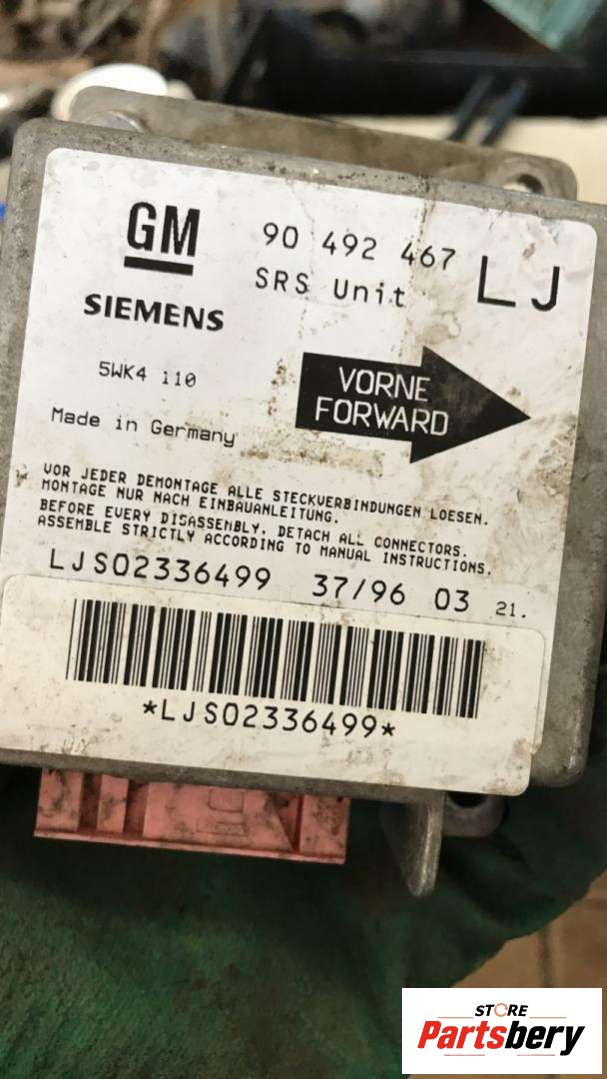 GM
90 492 467
LJ
SRS Unit
SIEMENS
5WK4 110
VORNE
FORWARD
Made in Germany
VOR JEDER DEMONTAGE ALLE STECKVERBINDUNGEN LOESEN.
MONTAGE NUR NACH EINBAUANLEITUNG.
BEFORE EVERY DISASSEMBLY, DETACH ALL CONNECTORS.
ASSEMBLE STRICTLY ACCORDING TO MANUAL INSTRUCTIONS.
LJS02336499 37/96 03 21.
*LJS02336499*
STORE
Partsbery